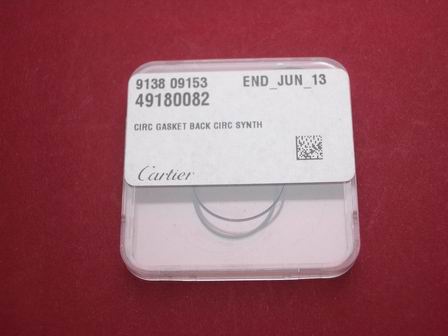 9138 09153 END_JUN_13
49180082
CIRC GASKET BACK CIRC SYNTH
Cartier